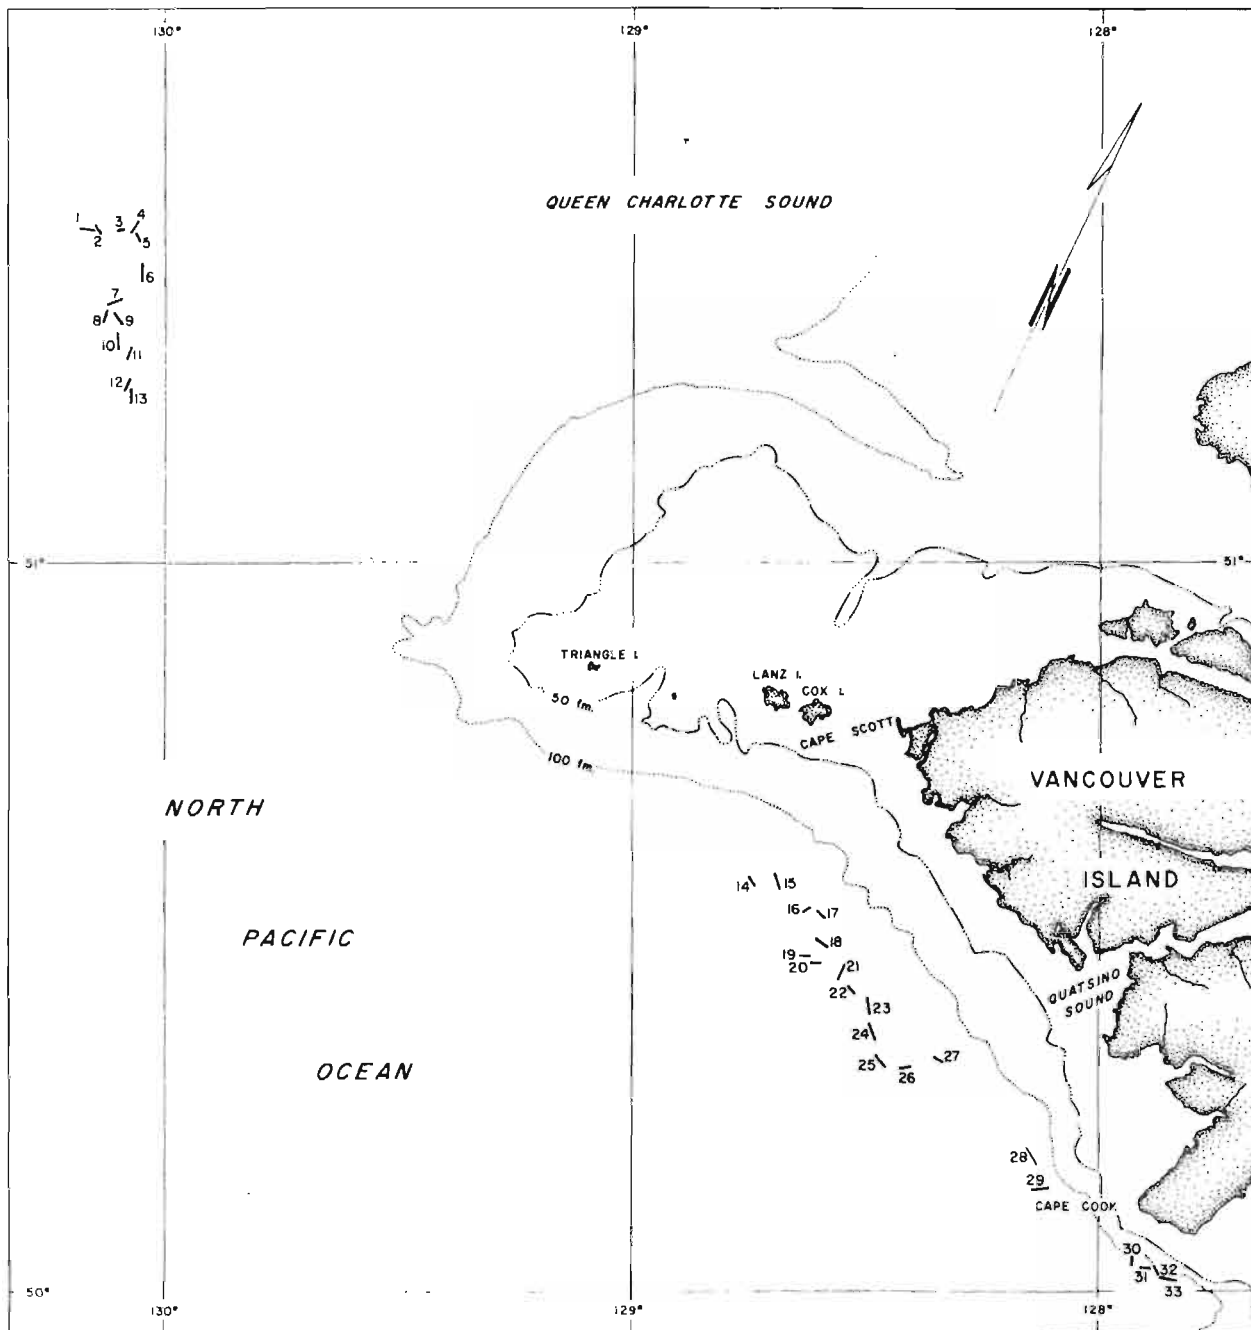 130° 129° 128°
QUEEN CHARLOTTE SOUND
1
2
3
4
5
6
7
8
9
10
11
12
13
51° 51°
TRIANGLE I.
LANZ I.
COX I.
50 fm.
CAPE SCOTT
100 fm.
VANCOUVER
NORTH
ISLAND
14
15
16
17
PACIFIC
18
19
20
21
22
QUATSINO
SOUND
23
24
25
26
27
OCEAN
28
29
CAPE COOK
30
31
32
33
50°
130° 129° 128°